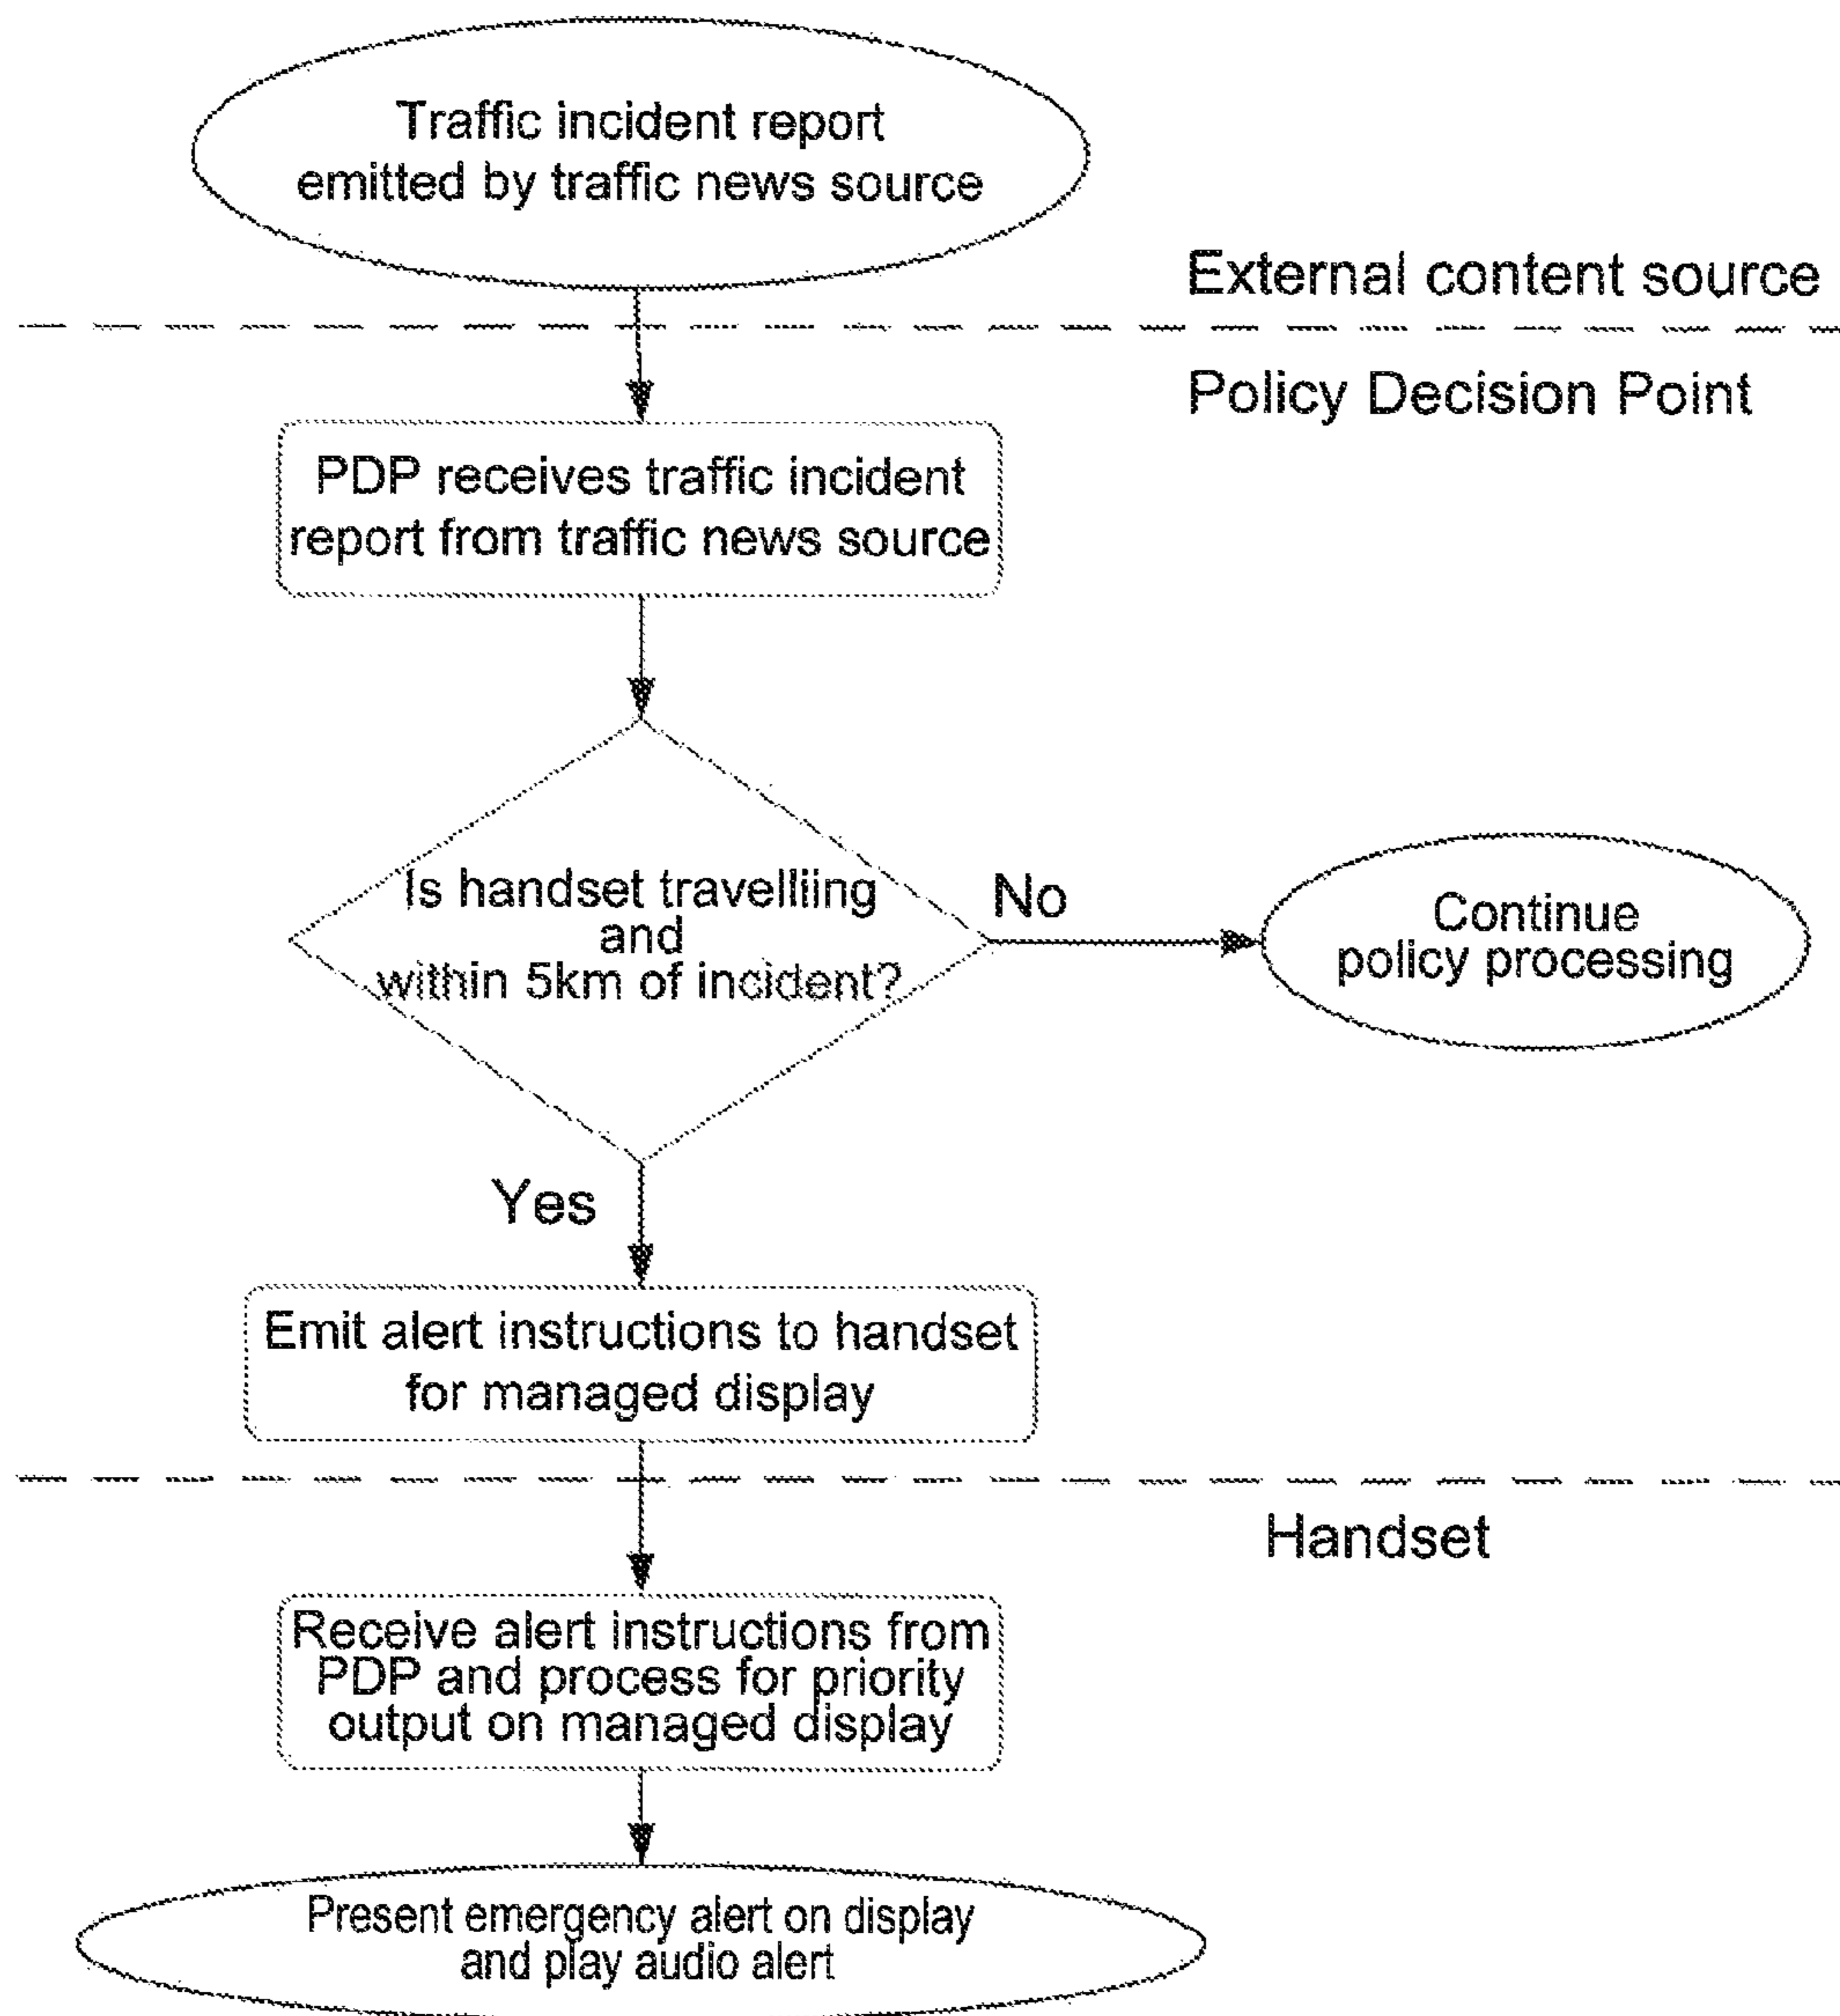 Traffic incident report
emitted by traffic news source
External content source
Policy Decision Point
PDP receives traffic incident
report from traffic news source
Is handset travelliing
and
within 5km of incident?
No
Continue
policy processing
Yes
Emit alert instructions to handset
for managed display
Handset
Receive alert instructions from
PDP and process for priority
output on managed display
Present emergency alert on display
and play audio alert